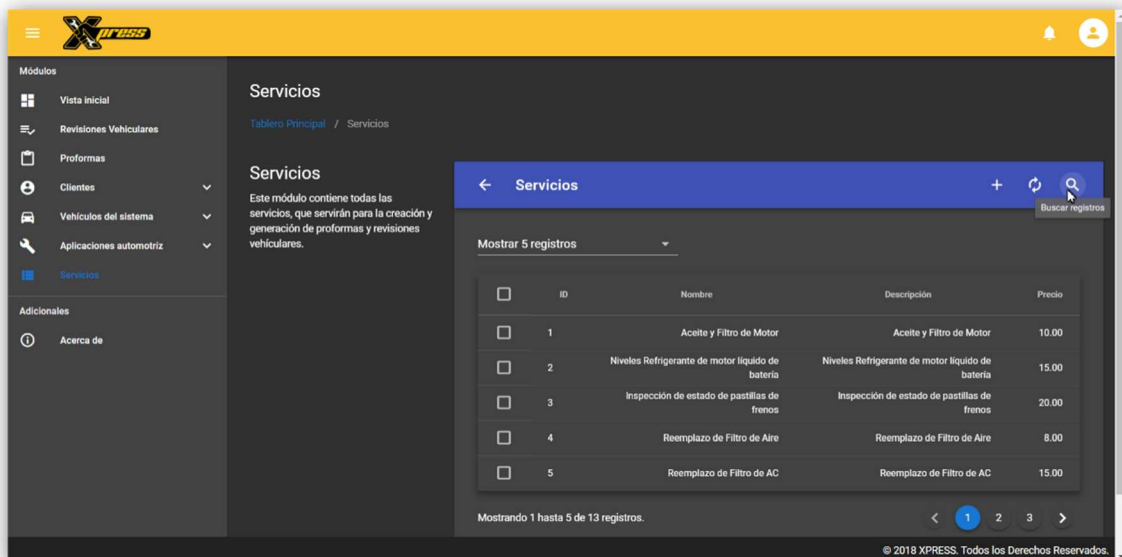 Xpress
Módulos
Vista inicial
Revisiones Vehiculares
Proformas
Clientes
Vehículos del sistema
Aplicaciones automotriz
Servicios
Adicionales
Acerca de
Servicios
Tablero Principal / Servicios
Servicios
Este módulo contiene todas las
servicios, que servirán para la creación y
generación de proformas y revisiones
vehículares.
Servicios
Buscar registros
Mostrar 5 registros
ID Nombre Descripción Precio
1 Aceite y Filtro de Motor Aceite y Filtro de Motor 10.00
2 Niveles Refrigerante de motor líquido de batería Niveles Refrigerante de motor líquido de batería 15.00
3 Inspección de estado de pastillas de frenos Inspección de estado de pastillas de frenos 20.00
4 Reemplazo de Filtro de Aire Reemplazo de Filtro de Aire 8.00
5 Reemplazo de Filtro de AC Reemplazo de Filtro de AC 15.00
Mostrando 1 hasta 5 de 13 registros.
1 2 3
© 2018 XPRESS. Todos los Derechos Reservados.